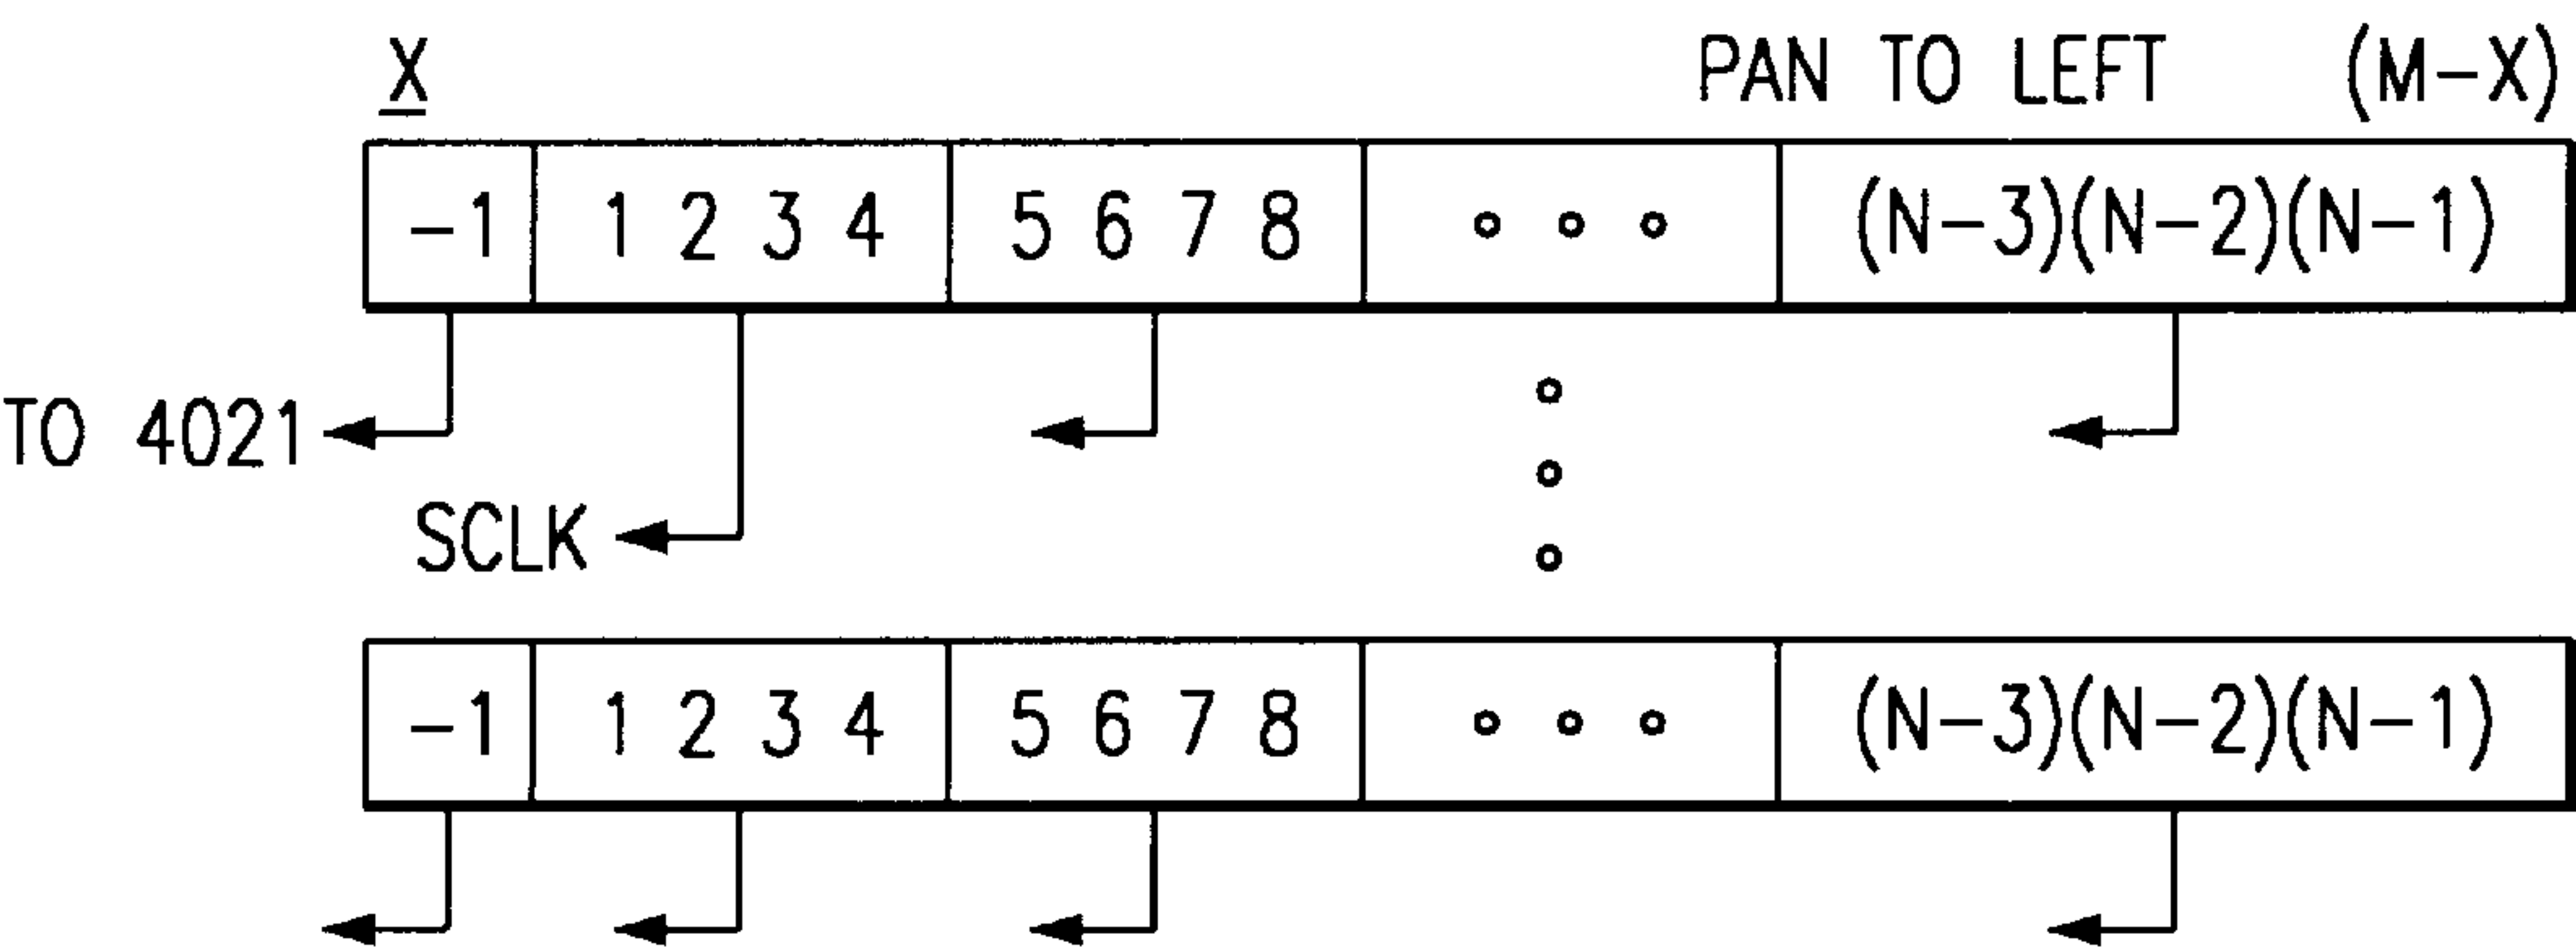 X PAN TO LEFT (M-X)
-1 1 2 3 4 5 6 7 8 ∘ ∘ ∘ (N-3)(N-2)(N-1)
TO 4021
SCLK
-1 1 2 3 4 5 6 7 8 ∘ ∘ ∘ (N-3)(N-2)(N-1)